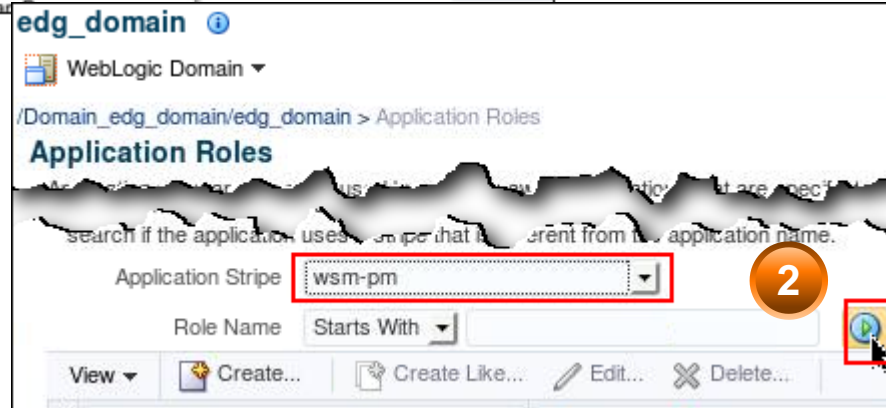 edg_domain
WebLogic Domain
/Domain_edg_domain/edg_domain > Application Roles
Application Roles
search if the application uses that is different from the application name.
Application Stripe wsm-pm
2
Role Name Starts With
View Create... Create Like... Edit... Delete...